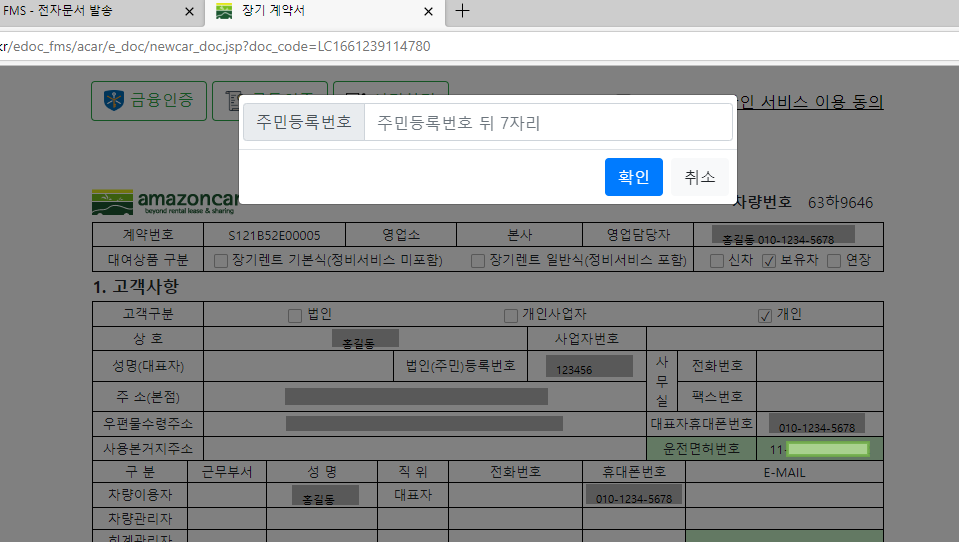 FMS - 전자문서 발송
장기 계약서
kr/edoc_fms/acar/e_doc/newcar_doc.jsp?doc_code=LC1661239114780
금융인증
인 서비스 이용 동의
주민등록번호 주민등록번호 뒤 7자리
확인 취소
amazoncar
beyond rental lease & sharing
차량번호 63하9646
계약번호 S121B52E00005 영업소 본사 영업담당자 홍길동 010-1234-5678
대여상품 구분 장기렌트 기본식(정비서비스 미포함) 장기렌트 일반식(정비서비스 포함) 신차 보유차 연장
1. 고객사항
고객구분 법인 개인사업자 개인
상 호 홍길동 사업자번호
성명(대표자) 법인(주민)등록번호 123456 사무실 전화번호
주 소(본점) 팩스번호
우편물수령주소 대표자휴대폰번호 010-1234-5678
사용본거지주소 운전면허번호 11-
구 분 근무부서 성 명 직 위 전화번호 휴대폰번호 E-MAIL
차량이용자 홍길동 대표자 010-1234-5678
차량관리자
회계관리자